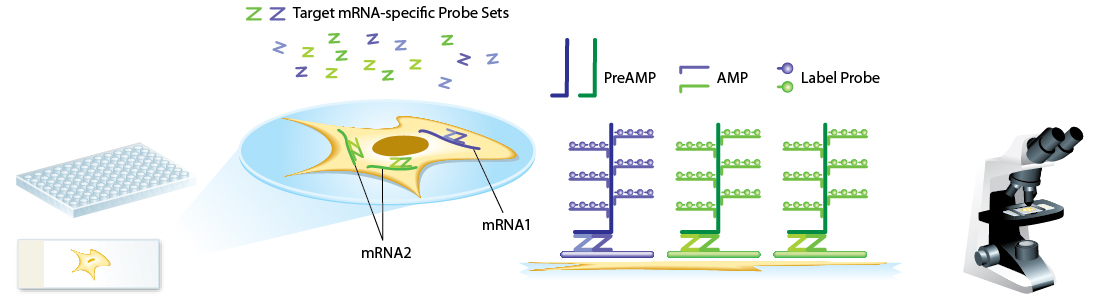 Target mRNA-specific Probe Sets
PreAMP
AMP
Label Probe
mRNA1
mRNA2